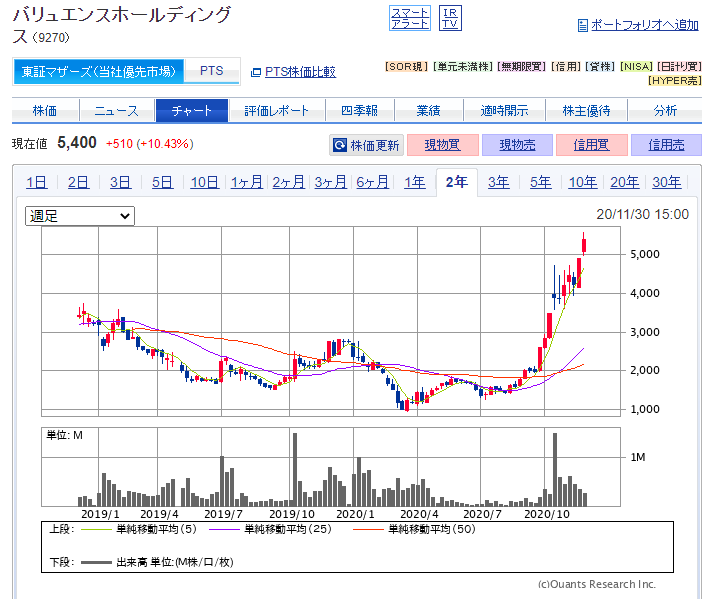 バリュエンスホールディング
ス (9270)
スマート
アラート
IR
TV
ポートフォリオへ追加
東証マザーズ(当社優先市場)
PTS
PTS株価比較
[SOR現] [単元未満株] [無期限買] [信用] [貸株] [NISA] [日計り買]
[HYPER売]
株価 ニュース チャート 評価レポート 四季報 業績 適時開示 株主優待 分析
現在値 5,400 +510 (+10.43%)
株価更新 現物買 現物売 信用買 信用売
1日 2日 3日 5日 10日 1ヶ月 2ヶ月 3ヶ月 6ヶ月 1年 2年 3年 5年 10年 20年 30年
週足
20/11/30 15:00
5,000
4,000
3,000
2,000
1,000
単位: M
1M
2019/1 2019/4 2019/7 2019/10 2020/1 2020/4 2020/7 2020/10
上段: 単純移動平均(5) 単純移動平均(25) 単純移動平均(50)
下段: 出来高 単位:(M株/口/枚)
(c)Quants Research Inc.